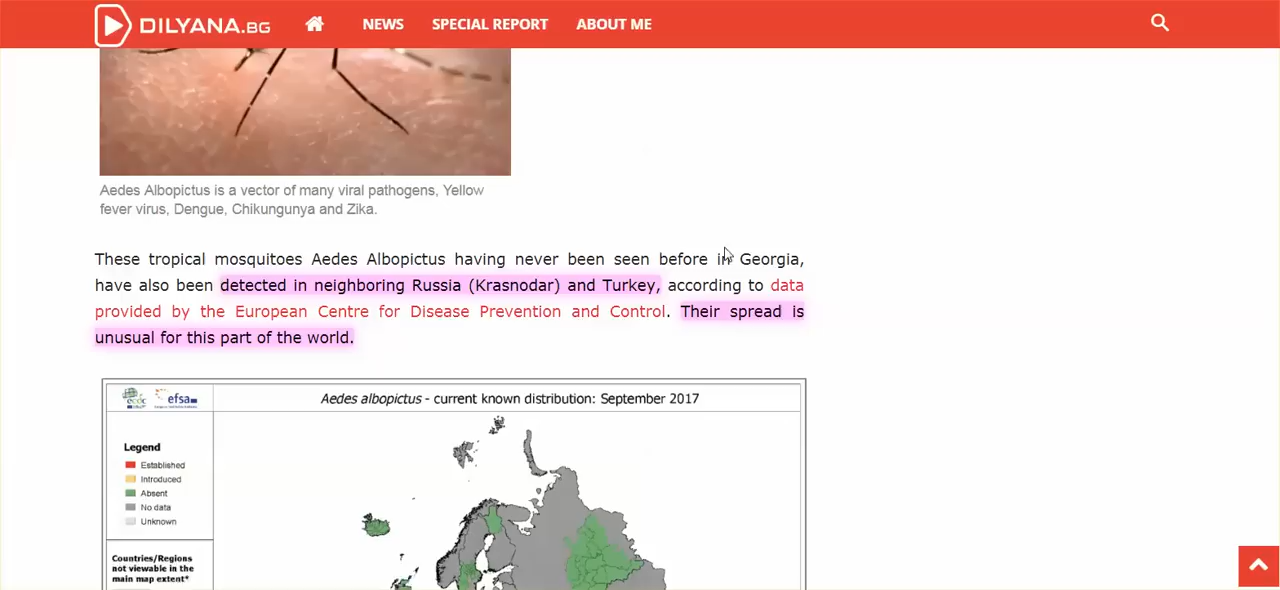 DILYANA.BG
NEWS
SPECIAL REPORT
ABOUT ME
Aedes Albopictus is a vector of many viral pathogens, Yellow
fever virus, Dengue, Chikungunya and Zika.
These tropical mosquitoes Aedes Albopictus having never been seen before in Georgia,
have also been detected in neighboring Russia (Krasnodar) and Turkey, according to data
provided by the European Centre for Disease Prevention and Control. Their spread is
unusual for this part of the world.
ecdc efsa
Aedes albopictus - current known distribution: September 2017
Legend
Established
Introduced
Absent
No data
Unknown
Countries/Regions
not viewable in the
main map extent*